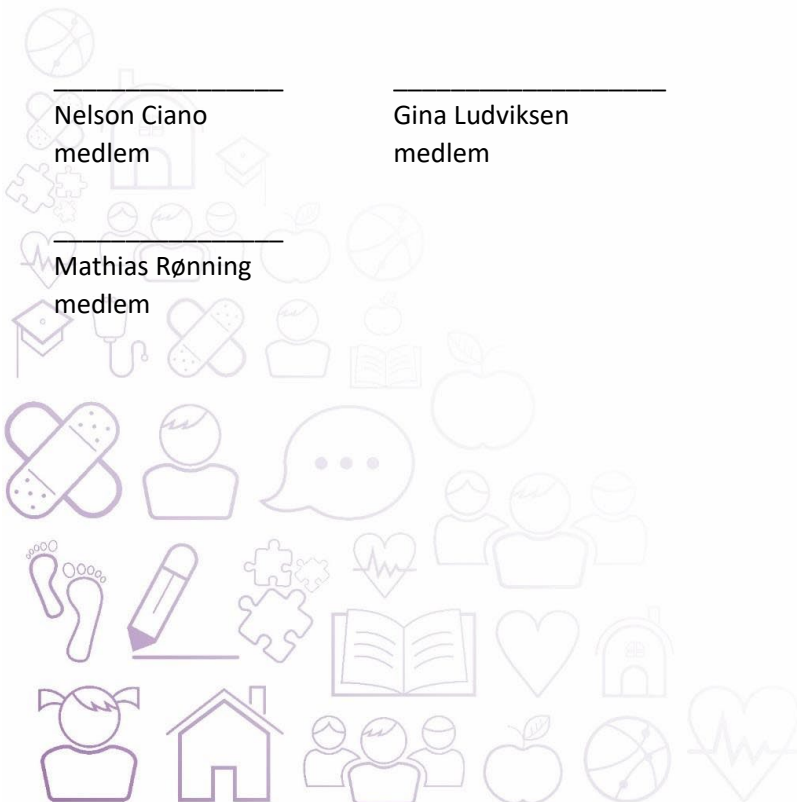 Nelson Ciano
Gina Ludviksen
medlem
medlem
Mathias Rønning
medlem